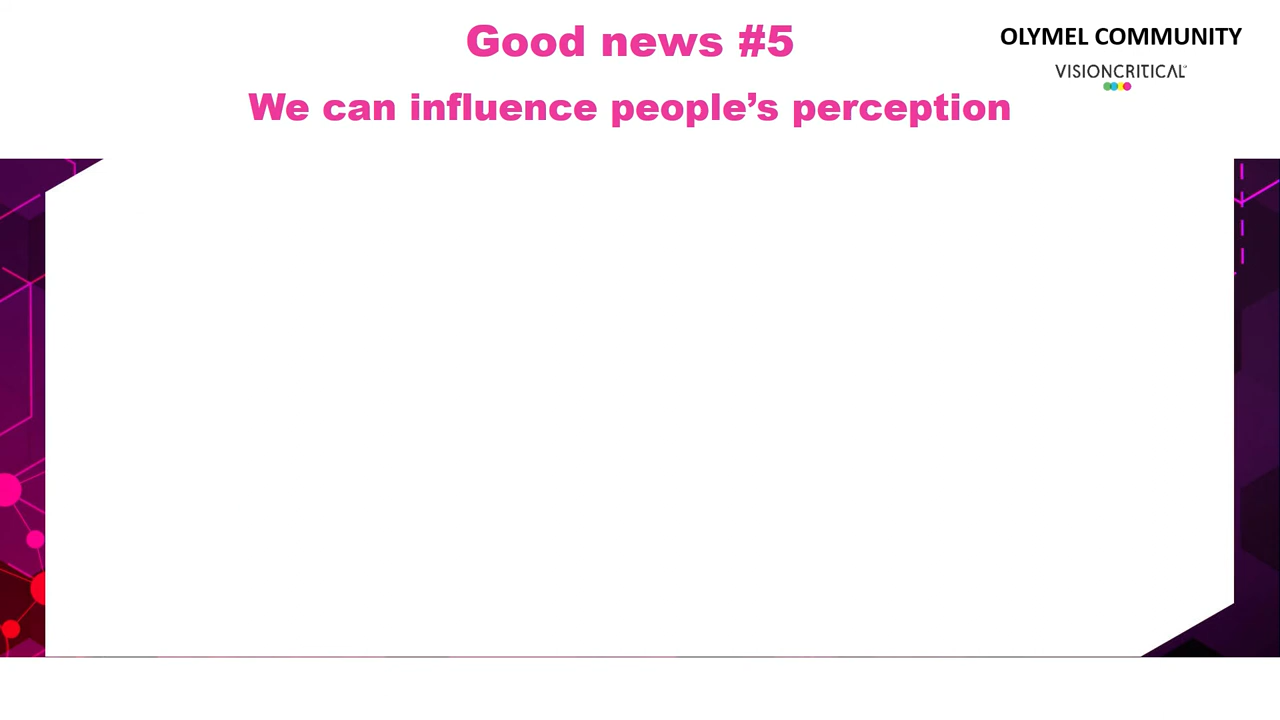 Good news #5
OLYMEL COMMUNITY
VISIONCRITICAL
We can influence people’s perception